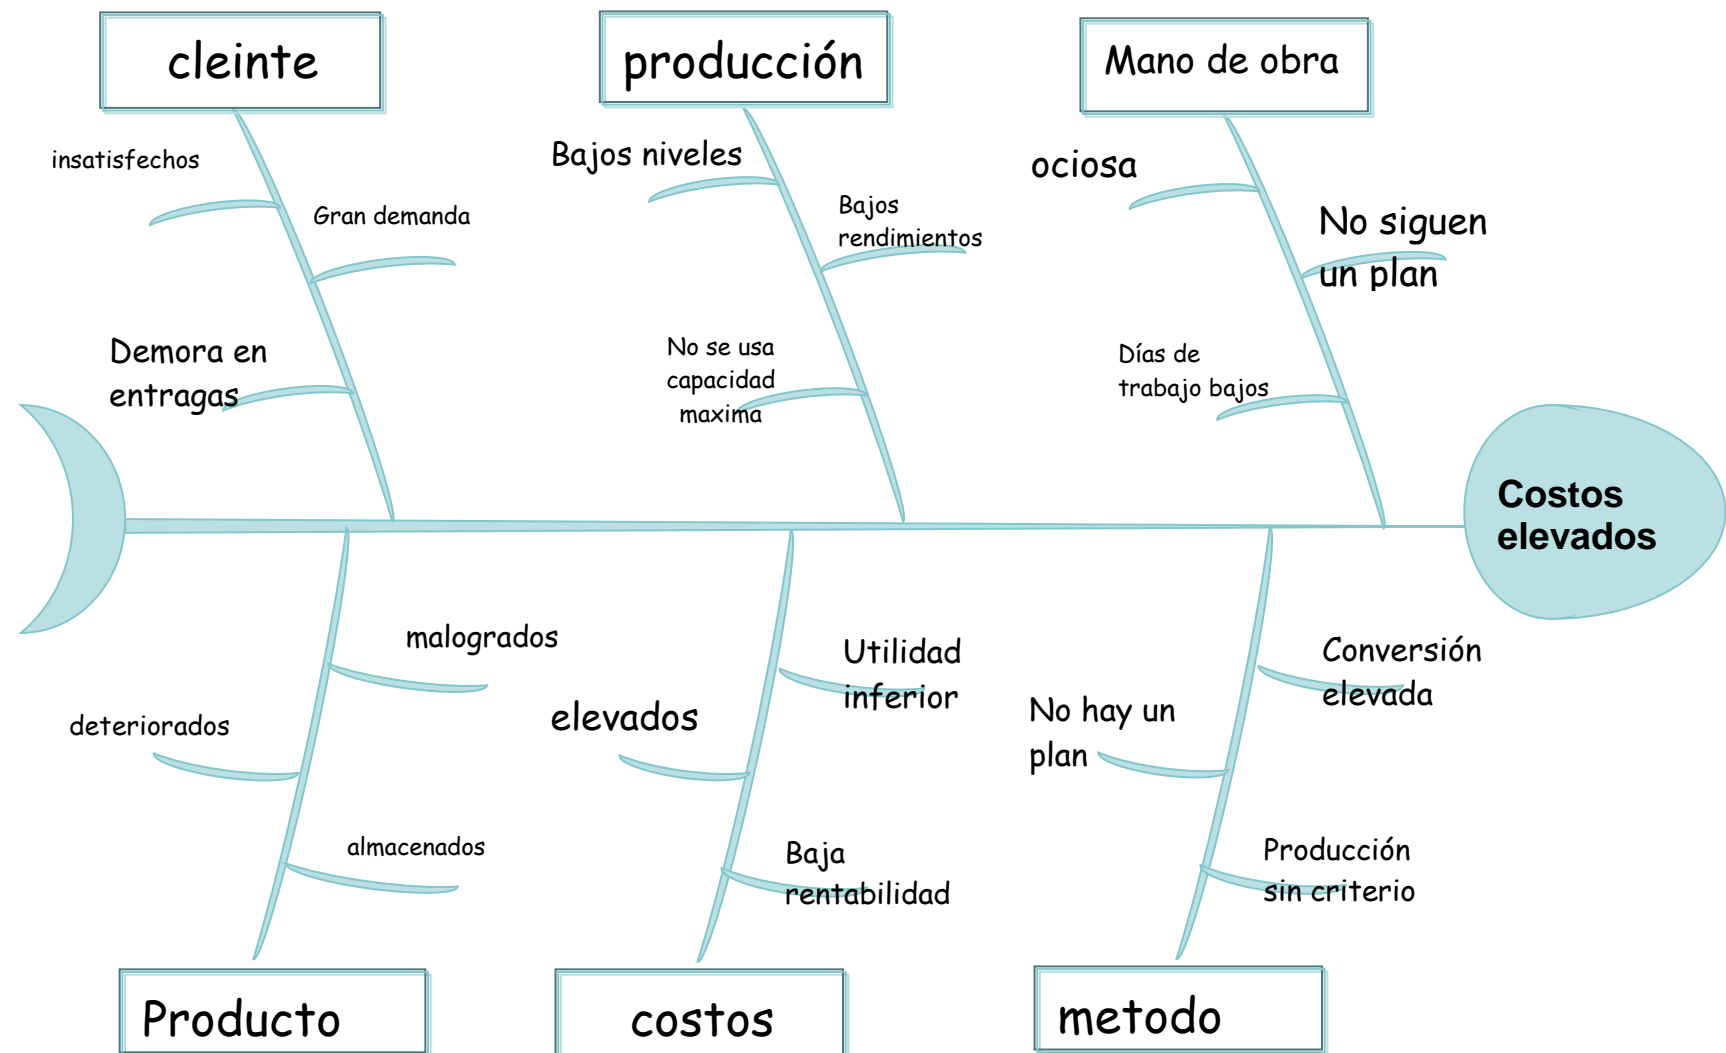 cleinte
producción
Mano de obra
insatisfechos
Gran demanda
Demora en
entragas
Bajos niveles
Bajos
rendimientos
No se usa
capacidad
maxima
ociosa
No siguen
un plan
Días de
trabajo bajos
Costos
elevados
malogrados
deteriorados
almacenados
Utilidad
inferior
elevados
Baja
rentabilidad
Conversión
elevada
No hay un
plan
Producción
sin criterio
Producto
costos
metodo